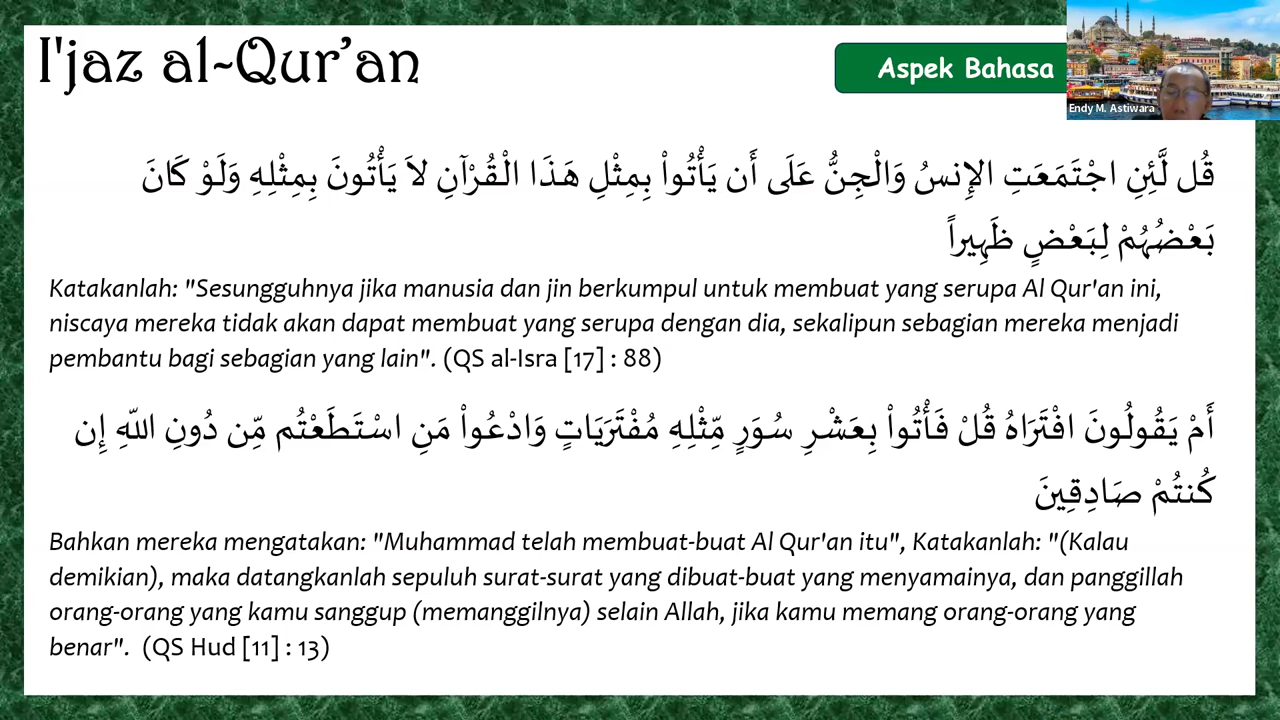 I'jaz al-Qur’an
Aspek Bahasa
Endy M. Astiwara
قُل لَّئِنِ اجْتَمَعَتِ الإِنسُ وَالْجِنُّ عَلَى أَن يَأْتُواْ بِمِثْلِ هَذَا الْقُرْآنِ لاَ يَأْتُونَ بِمِثْلِهِ وَلَوْ كَانَ
بَعْضُهُمْ لِبَعْضٍ ظَهِيراً
Katakanlah: "Sesungguhnya jika manusia dan jin berkumpul untuk membuat yang serupa Al Qur'an ini,
niscaya mereka tidak akan dapat membuat yang serupa dengan dia, sekalipun sebagian mereka menjadi
pembantu bagi sebagian yang lain". (QS al-Isra [17] : 88)
أَمْ يَقُولُونَ افْتَرَاهُ قُلْ فَأْتُواْ بِعَشْرِ سُوَرٍ مِّثْلِهِ مُفْتَرَيَاتٍ وَادْعُواْ مَنِ اسْتَطَعْتُم مِّن دُونِ اللّهِ إِن
كُنتُمْ صَادِقِينَ
Bahkan mereka mengatakan: "Muhammad telah membuat-buat Al Qur'an itu", Katakanlah: "(Kalau
demikian), maka datangkanlah sepuluh surat-surat yang dibuat-buat yang menyamainya, dan panggillah
orang-orang yang kamu sanggup (memanggilnya) selain Allah, jika kamu memang orang-orang yang
benar". (QS Hud [11] : 13)